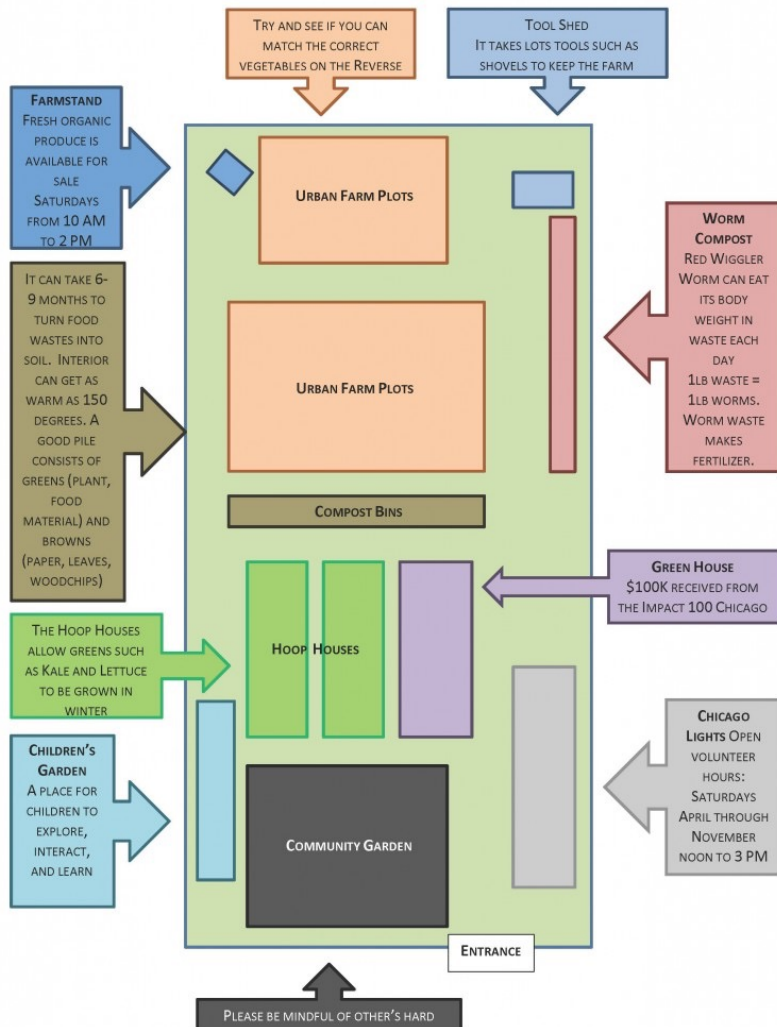 TRY AND SEE IF YOU CAN
MATCH THE CORRECT
VEGETABLES ON THE REVERSE
TOOL SHED
IT TAKES LOTS TOOLS SUCH AS
SHOVELS TO KEEP THE FARM
FARMSTAND
FRESH ORGANIC
PRODUCE IS
AVAILABLE FOR
SALE
SATURDAYS
FROM 10 AM
TO 2 PM
URBAN FARM PLOTS
WORM
COMPOST
RED WIGGLER
WORM CAN EAT
ITS BODY
WEIGHT IN
WASTE EACH
DAY
1LB WASTE =
1LB WORMS.
WORM WASTE
MAKES
FERTILIZER.
IT CAN TAKE 6-
9 MONTHS TO
TURN FOOD
WASTES INTO
SOIL. INTERIOR
CAN GET AS
WARM AS 150
DEGREES. A
GOOD PILE
CONSISTS OF
GREENS (PLANT,
FOOD
MATERIAL) AND
BROWNS
(PAPER, LEAVES,
WOODCHIPS)
URBAN FARM PLOTS
COMPOST BINS
GREEN HOUSE
$100K RECEIVED FROM
THE IMPACT 100 CHICAGO
THE HOOP HOUSES
ALLOW GREENS SUCH
AS KALE AND LETTUCE
TO BE GROWN IN
WINTER
HOOP HOUSES
CHILDREN'S
GARDEN
A PLACE FOR
CHILDREN TO
EXPLORE,
INTERACT,
AND LEARN
CHICAGO
LIGHTS OPEN
VOLUNTEER
HOURS:
SATURDAYS
APRIL THROUGH
NOVEMBER
NOON TO 3 PM
COMMUNITY GARDEN
ENTRANCE
PLEASE BE MINDFUL OF OTHER'S HARD